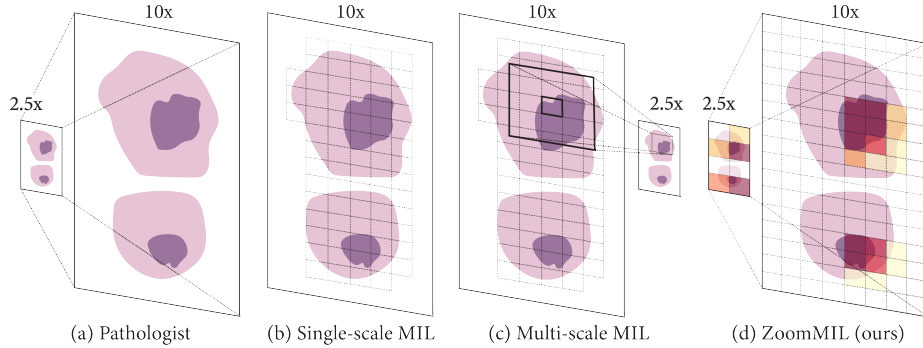 10x 10x 10x 10x
2.5x 2.5x 2.5x
(a) Pathologist (b) Single-scale MIL (c) Multi-scale MIL (d) ZoomMIL (ours)